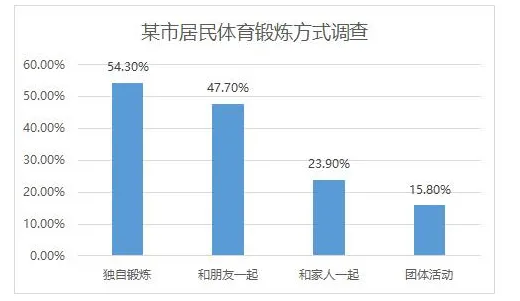 某市居民体育锻炼方式调查
60.00%
50.00%
40.00%
30.00%
20.00%
10.00%
0.00%
54.30%
47.70%
23.90%
15.80%
独自锻炼
和朋友一起
和家人一起
团体活动